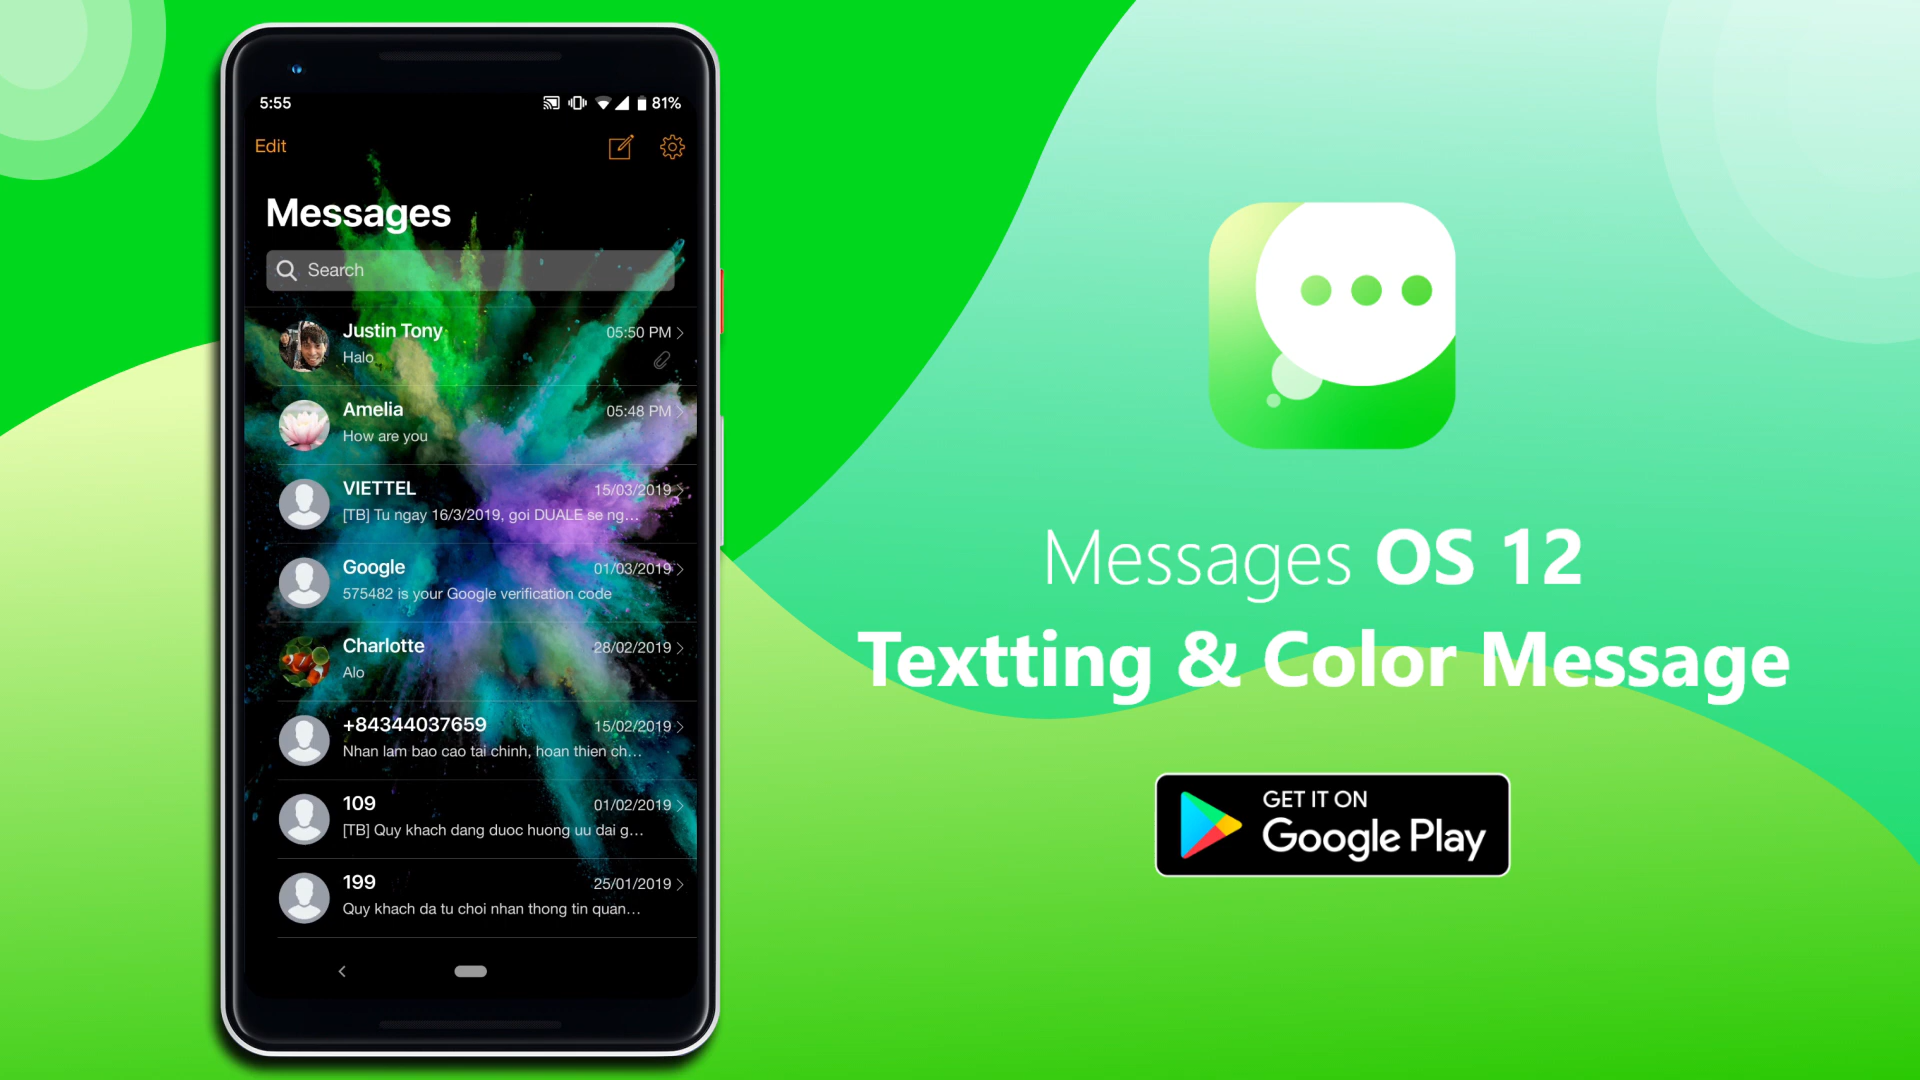 5:55
81%
Edit
Messages
Search
Justin Tony
05:50 PM
Halo
Amelia
05:48 PM
How are you
VIETTEL
15/03/2019
[TB] Tu ngay 16/3/2019, goi DUALE se ng...
Google
01/03/2019
575482 is your Google verification code
Charlotte
28/02/2019
Alo
+84344037659
15/02/2019
Nhan lam bao cao tai chinh, hoan thien ch...
109
01/02/2019
[TB] Quy khach dang duoc huong uu dai g...
199
25/01/2019
Quy khach da tu choi nhan thong tin quan...
Messages OS 12
Textting & Color Message
GET IT ON
Google Play